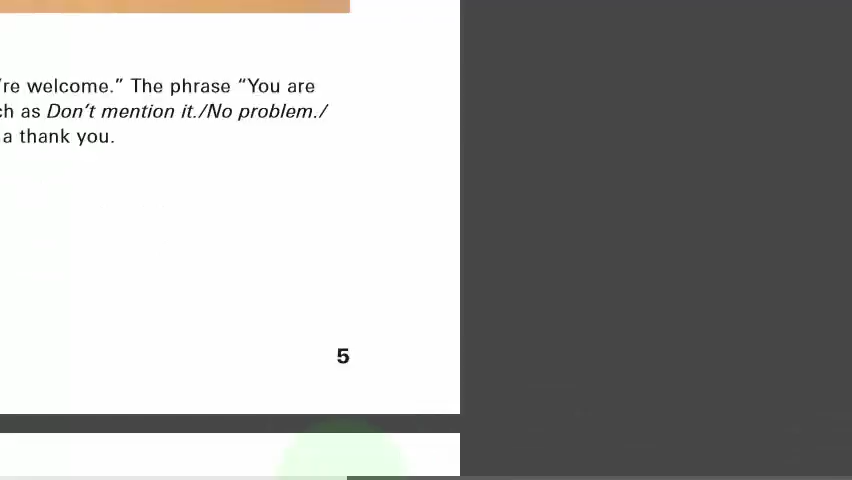 ’re welcome.” The phrase “You are
ch as Don’t mention it./No problem./
a thank you.
5